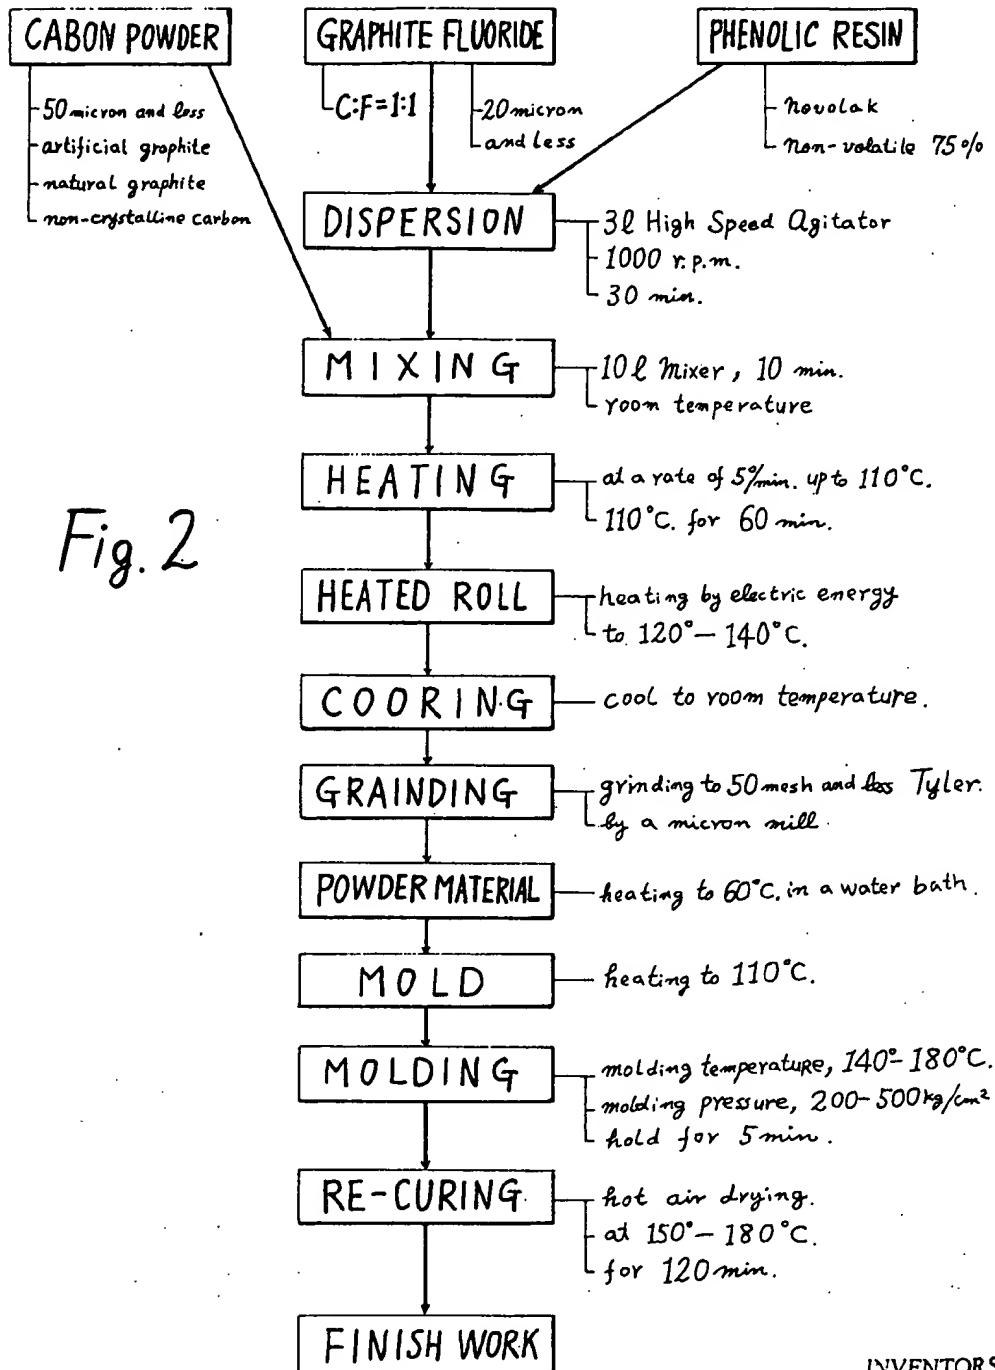 CABON POWDER
50 micron and less
artificial graphite
natural graphite
non-crystalline carbon
GRAPHITE FLUORIDE
C:F=1:1
20 micron
and less
PHENOLIC RESIN
novolak
non-volatile 75%
DISPERSION
3l High Speed Agitator
1000 r.p.m.
30 min.
MIXING
10l Mixer, 10 min.
room temperature
HEATING
at a rate of 5°/min. up to 110°C.
110°C. for 60 min.
Fig. 2
HEATED ROLL
heating by electric energy
to 120°-140°C.
COORING
cool to room temperature.
GRAINDING
grinding to 50 mesh and less Tyler.
by a micron mill
POWDER MATERIAL
heating to 60°C. in a water bath.
MOLD
heating to 110°C.
MOLDING
molding temperature, 140°-180°C.
molding pressure, 200-500kg/cm²
hold for 5 min.
RE-CURING
hot air drying.
at 150°-180°C.
for 120 min.
FINISH WORK
INVENTORS